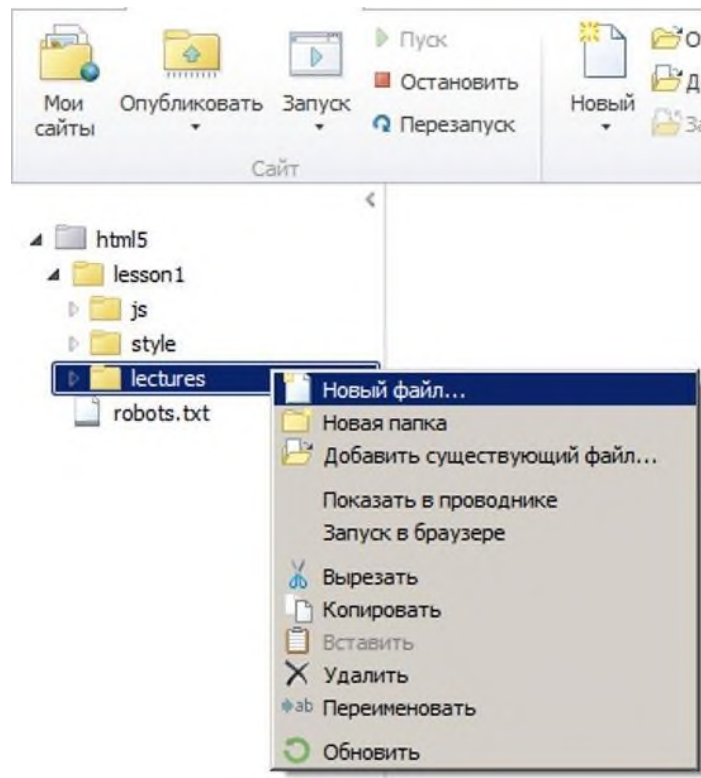 Мои сайты
Опубликовать
Запуск
Пуск
Остановить
Перезапуск
Новый
Сайт
html5
lesson1
js
style
lectures
robots.txt
Новый файл...
Новая папка
Добавить существующий файл...
Показать в проводнике
Запуск в браузере
Вырезать
Копировать
Вставить
Удалить
ab Переименовать
Обновить